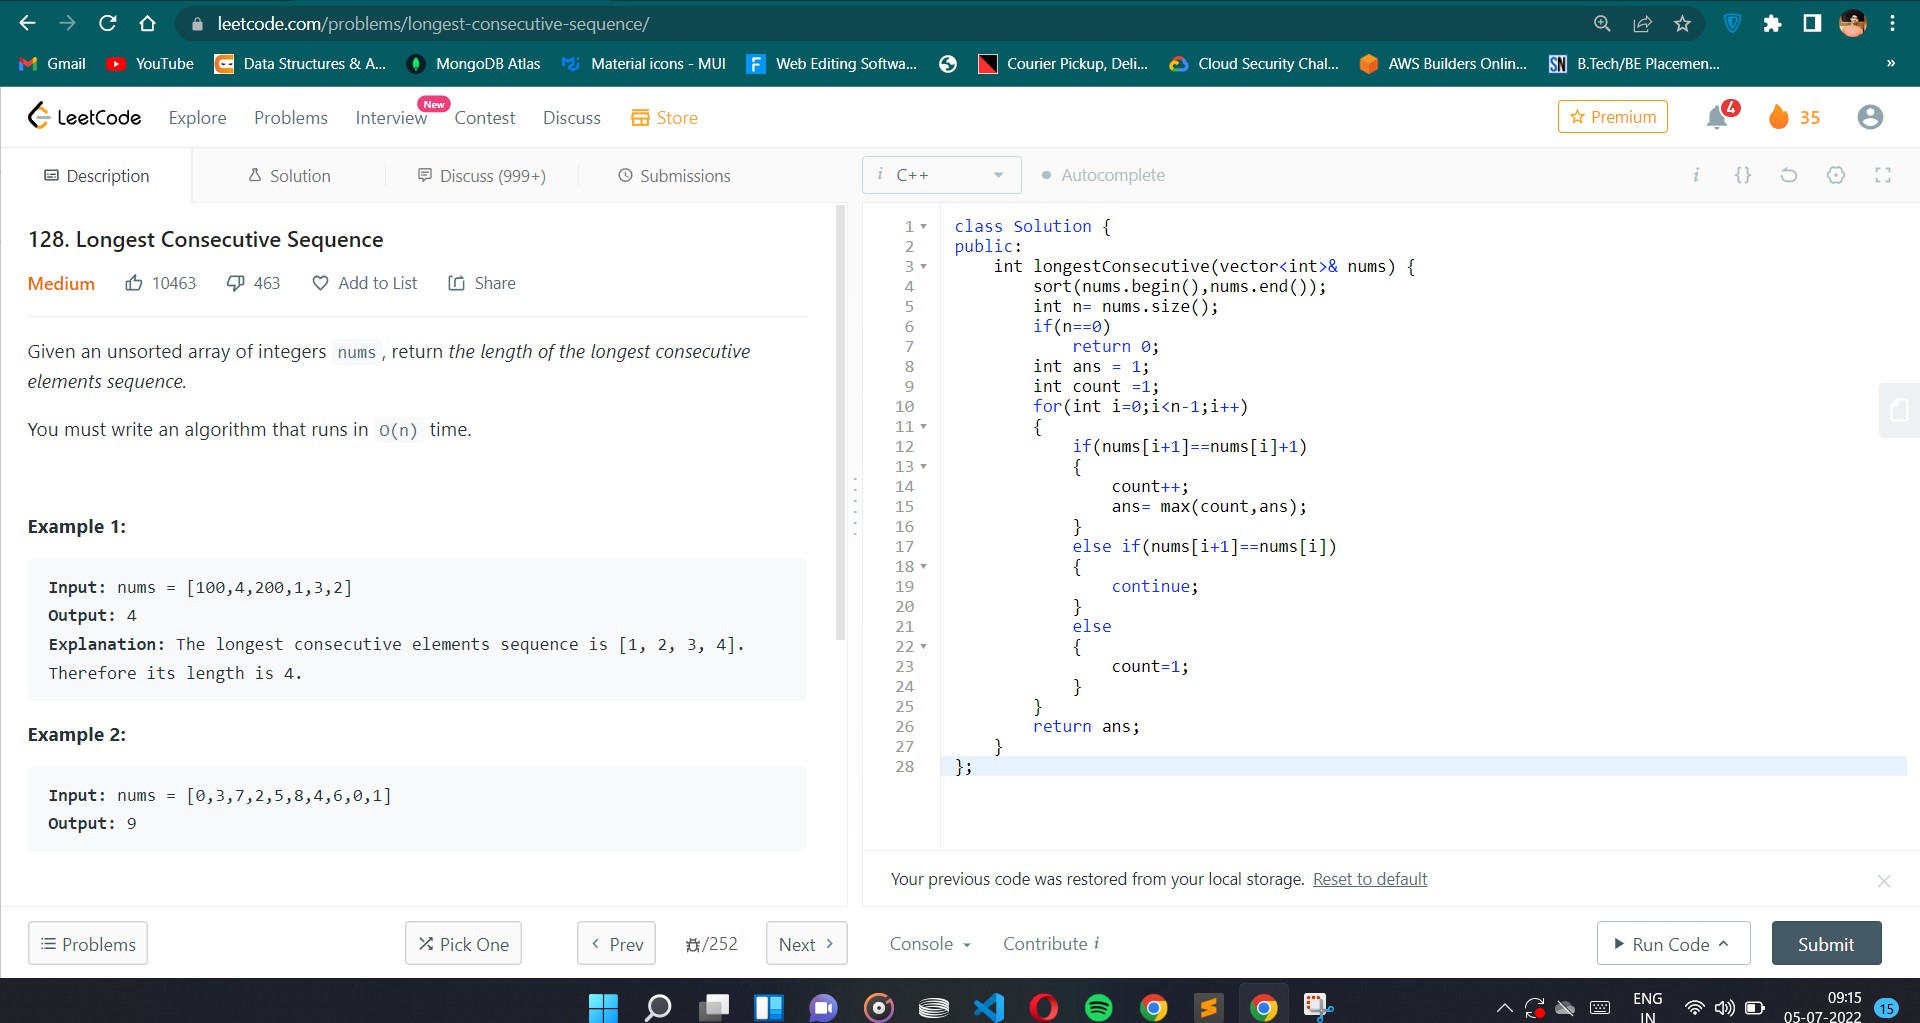 leetcode.com/problems/longest-consecutive-sequence/
Gmail YouTube Data Structures & A... MongoDB Atlas Material icons - MUI Web Editing Softwa... Courier Pickup, Deli... Cloud Security Chal... AWS Builders Onlin... B.Tech/BE Placemen... »
LeetCode Explore Problems Interview New Contest Discuss Store Premium 4 35
Description Solution Discuss (999+) Submissions
i C++ Autocomplete i {}
128. Longest Consecutive Sequence
Medium 10463 463 Add to List Share
Given an unsorted array of integers nums, return the length of the longest consecutive
elements sequence.
You must write an algorithm that runs in O(n) time.
Example 1:
Input: nums = [100,4,200,1,3,2]
Output: 4
Explanation: The longest consecutive elements sequence is [1, 2, 3, 4].
Therefore its length is 4.
Example 2:
Input: nums = [0,3,7,2,5,8,4,6,0,1]
Output: 9
1 class Solution {
2 public:
3 int longestConsecutive(vector<int>& nums) {
4 sort(nums.begin(),nums.end());
5 int n= nums.size();
6 if(n==0)
7 return 0;
8 int ans = 1;
9 int count =1;
10 for(int i=0;i<n-1;i++)
11 {
12 if(nums[i+1]==nums[i]+1)
13 {
14 count++;
15 ans= max(count,ans);
16 }
17 else if(nums[i+1]==nums[i])
18 {
19 continue;
20 }
21 else
22 {
23 count=1;
24 }
25 }
26 return ans;
27 }
28 };
Your previous code was restored from your local storage. Reset to default
Problems Pick One Prev /252 Next Console Contribute i Run Code Submit
ENG
IN
09:15
05-07-2022
15